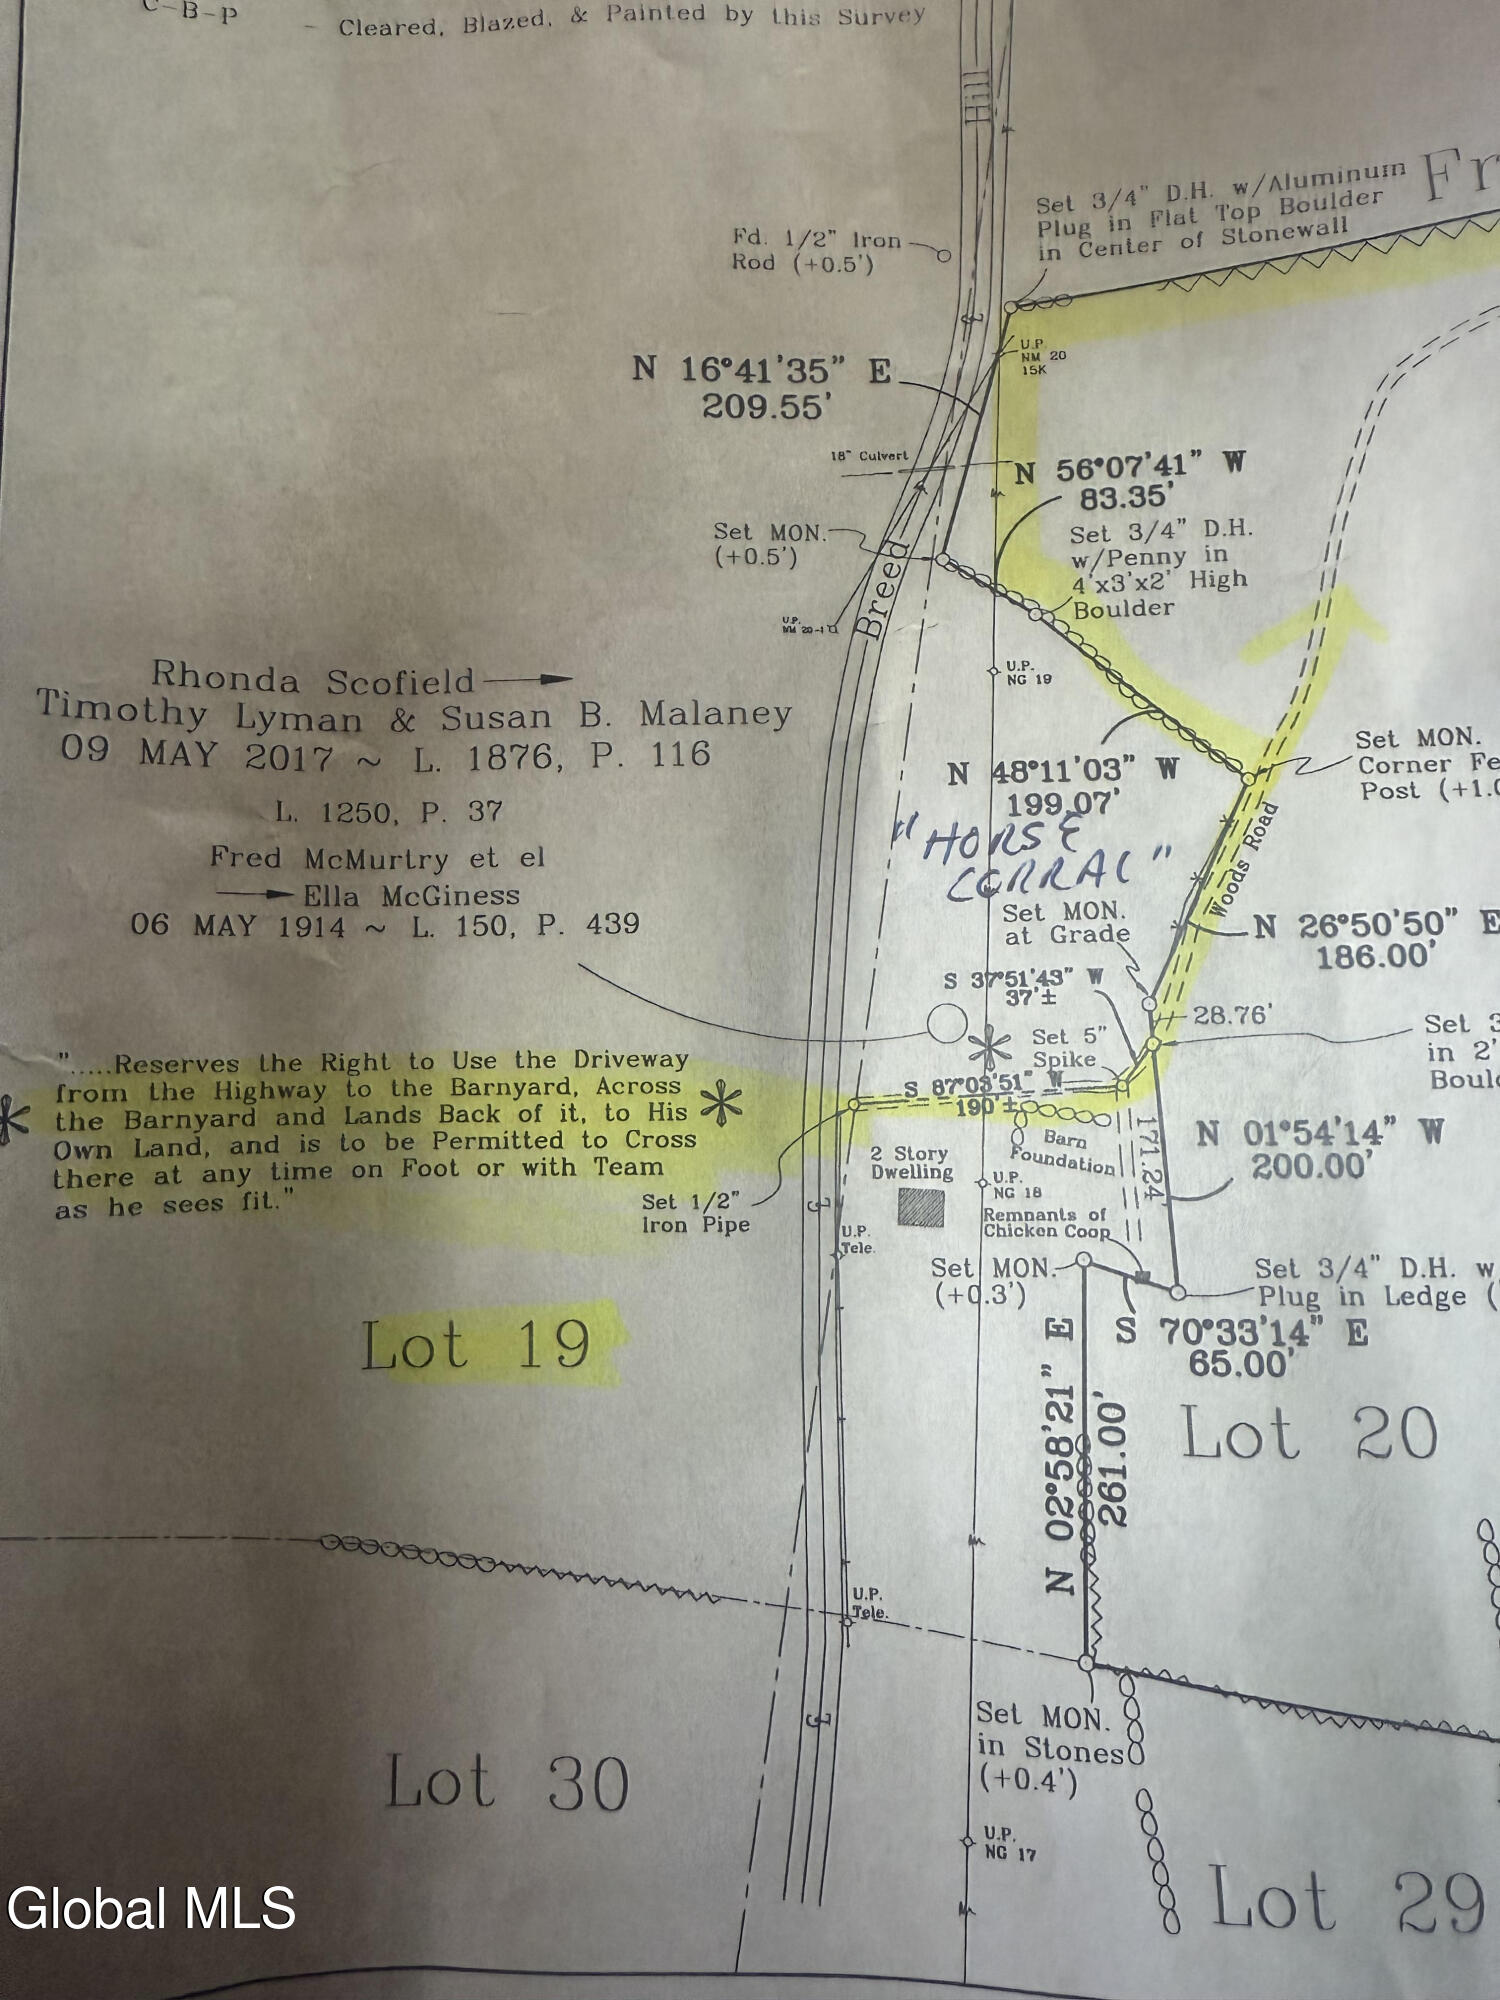 C-B-P - Cleared, Blazed, & Painted by this Survey
Hill
Set 3/4" D.H. w/Aluminum
Plug in Flat Top Boulder
in Center of Stonewall
Fr
Fd. 1/2" Iron
Rod (+0.5')
U.P.
NM 20
15K
N 16°41'35" E
209.55'
18" Culvert
N 56°07'41" W
83.35'
Set MON.
(+0.5')
Set 3/4" D.H.
w/Penny in
4'x3'x2' High
Boulder
Breed
U.P.
NM 20-1
U.P.
NG 19
Rhonda Scofield
Timothy Lyman & Susan B. Malaney
09 MAY 2017 ~ L. 1876, P. 116
L. 1250, P. 37
Fred McMurtry et el
Ella McGiness
06 MAY 1914 ~ L. 150, P. 439
Set MON.
Corner Fe
Post (+1.0
N 48°11'03" W
199.07'
"HORSE
CORRAL"
Woods Road
Set MON.
at Grade
N 26°50'50" E
186.00'
S 37°51'43" W
37'±
28.76'
Set 5"
Spike
Set 3
in 2'
Boul
".....Reserves the Right to Use the Driveway
from the Highway to the Barnyard, Across
the Barnyard and Lands Back of it, to His
Own Land, and is to be Permitted to Cross
there at any time on Foot or with Team
as he sees fit."
S 87°03'51" W
190'±
Barn
Foundation
171.24'
N 01°54'14" W
200.00'
2 Story
Dwelling
U.P.
NG 18
Set 1/2"
Iron Pipe
Remnants of
Chicken Coop
U.P.
Tele.
Set MON.
(+0.3')
Set 3/4" D.H. w
Plug in Ledge (
S 70°33'14" E
65.00'
Lot 19
N 02°58'21" E
261.00'
Lot 20
U.P.
Tele.
Set MON.
in Stones
(+0.4')
Lot 30
U.P.
NG 17
Lot 29
Global MLS